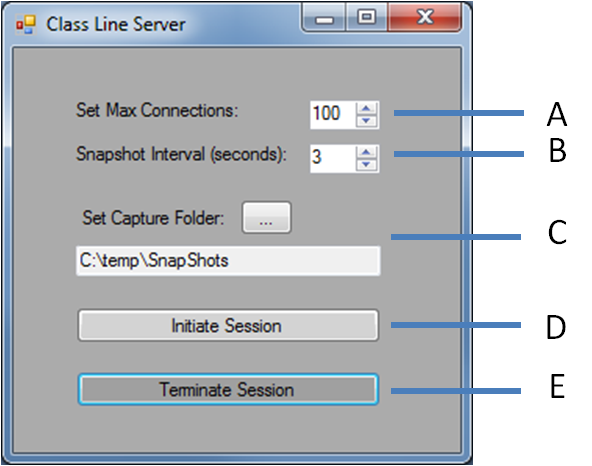 Class Line Server
Set Max Connections: 100 A
Snapshot Interval (seconds): 3 B
Set Capture Folder: ... C
C:\temp\SnapShots
Initiate Session D
Terminate Session E